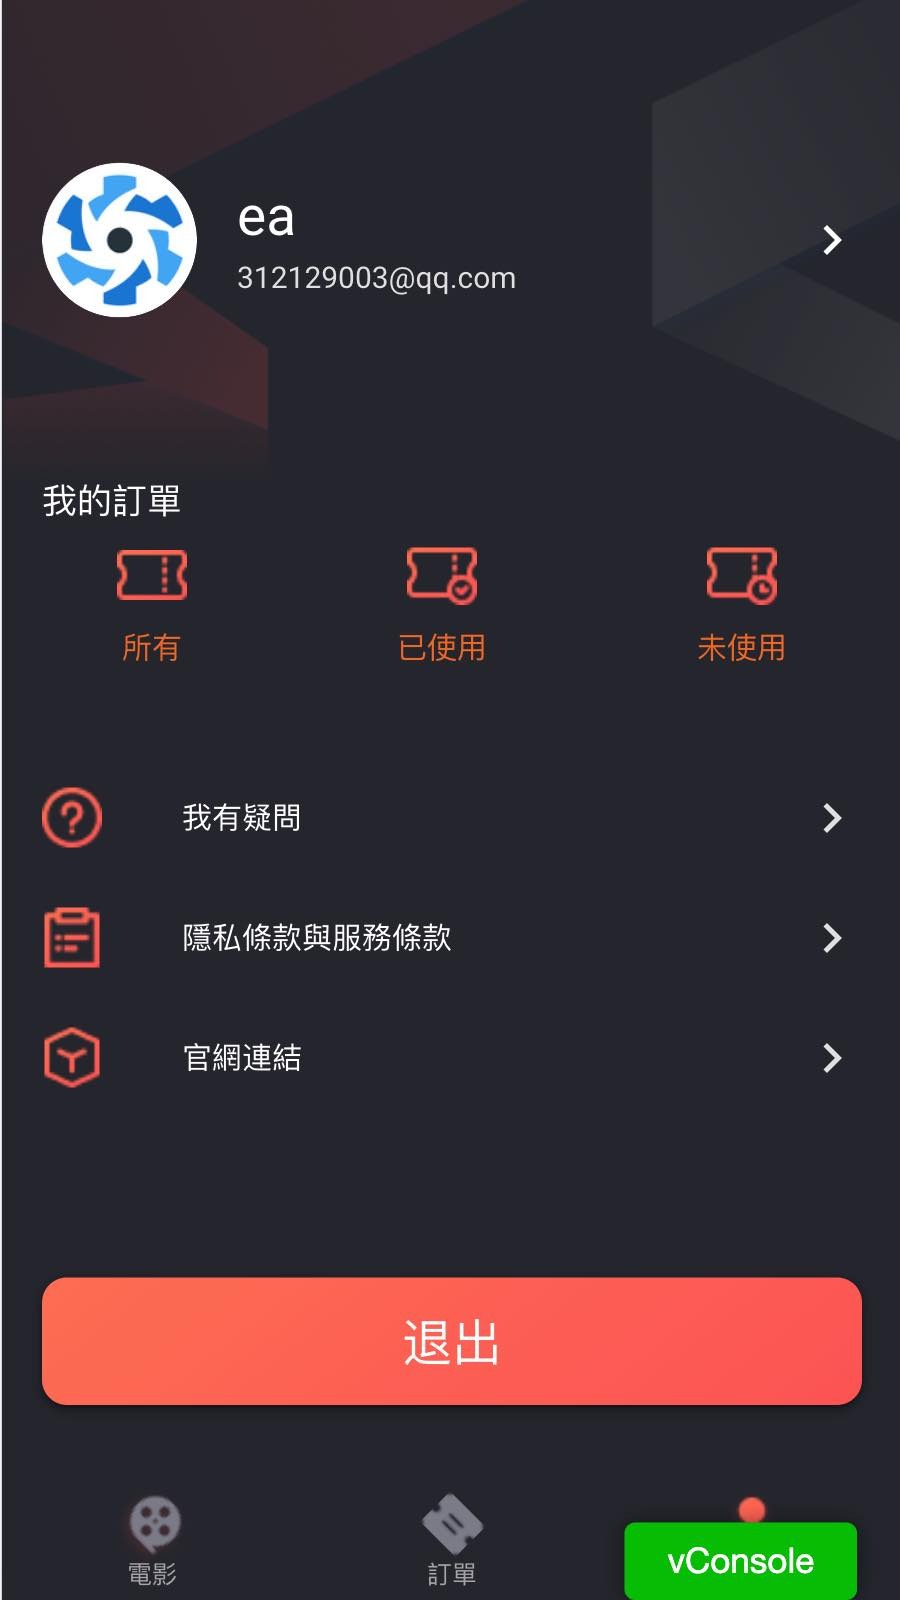 ea
312129003@qq.com
我的訂單
所有
已使用
未使用
我有疑問
隱私條款與服務條款
官網連結
退出
電影
訂單
vConsole